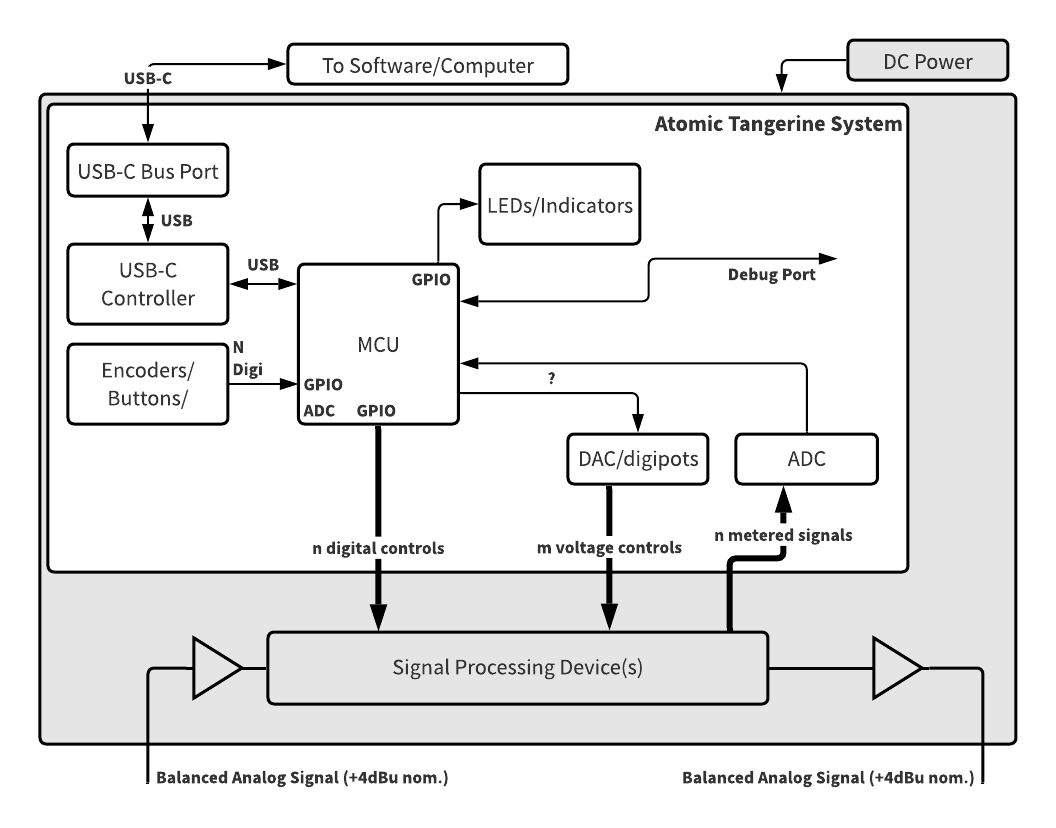 To Software/Computer
DC Power
USB-C
Atomic Tangerine System
USB-C Bus Port
LEDs/Indicators
USB
USB-C
Controller
USB
GPIO
Debug Port
MCU
N
Digi
Encoders/
Buttons/
GPIO
ADC GPIO
?
DAC/digipots
ADC
n digital controls
m voltage controls
n metered signals
Signal Processing Device(s)
Balanced Analog Signal (+4dBu nom.)
Balanced Analog Signal (+4dBu nom.)